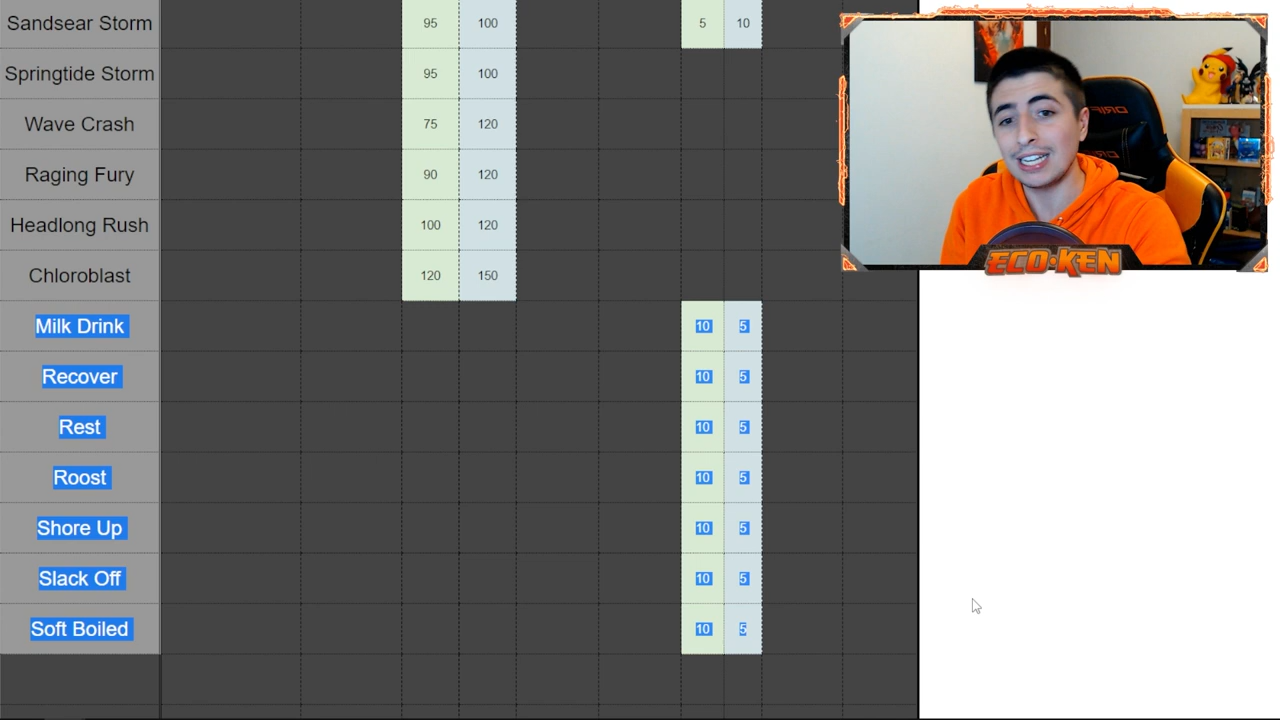 Sandsear Storm 95 100 5 10
Springtide Storm 95 100
Wave Crash 75 120
Raging Fury 90 120
Headlong Rush 100 120
Chloroblast 120 150
Milk Drink 10 5
Recover 10 5
Rest 10 5
Roost 10 5
Shore Up 10 5
Slack Off 10 5
Soft Boiled 10 5
ECO•KEN